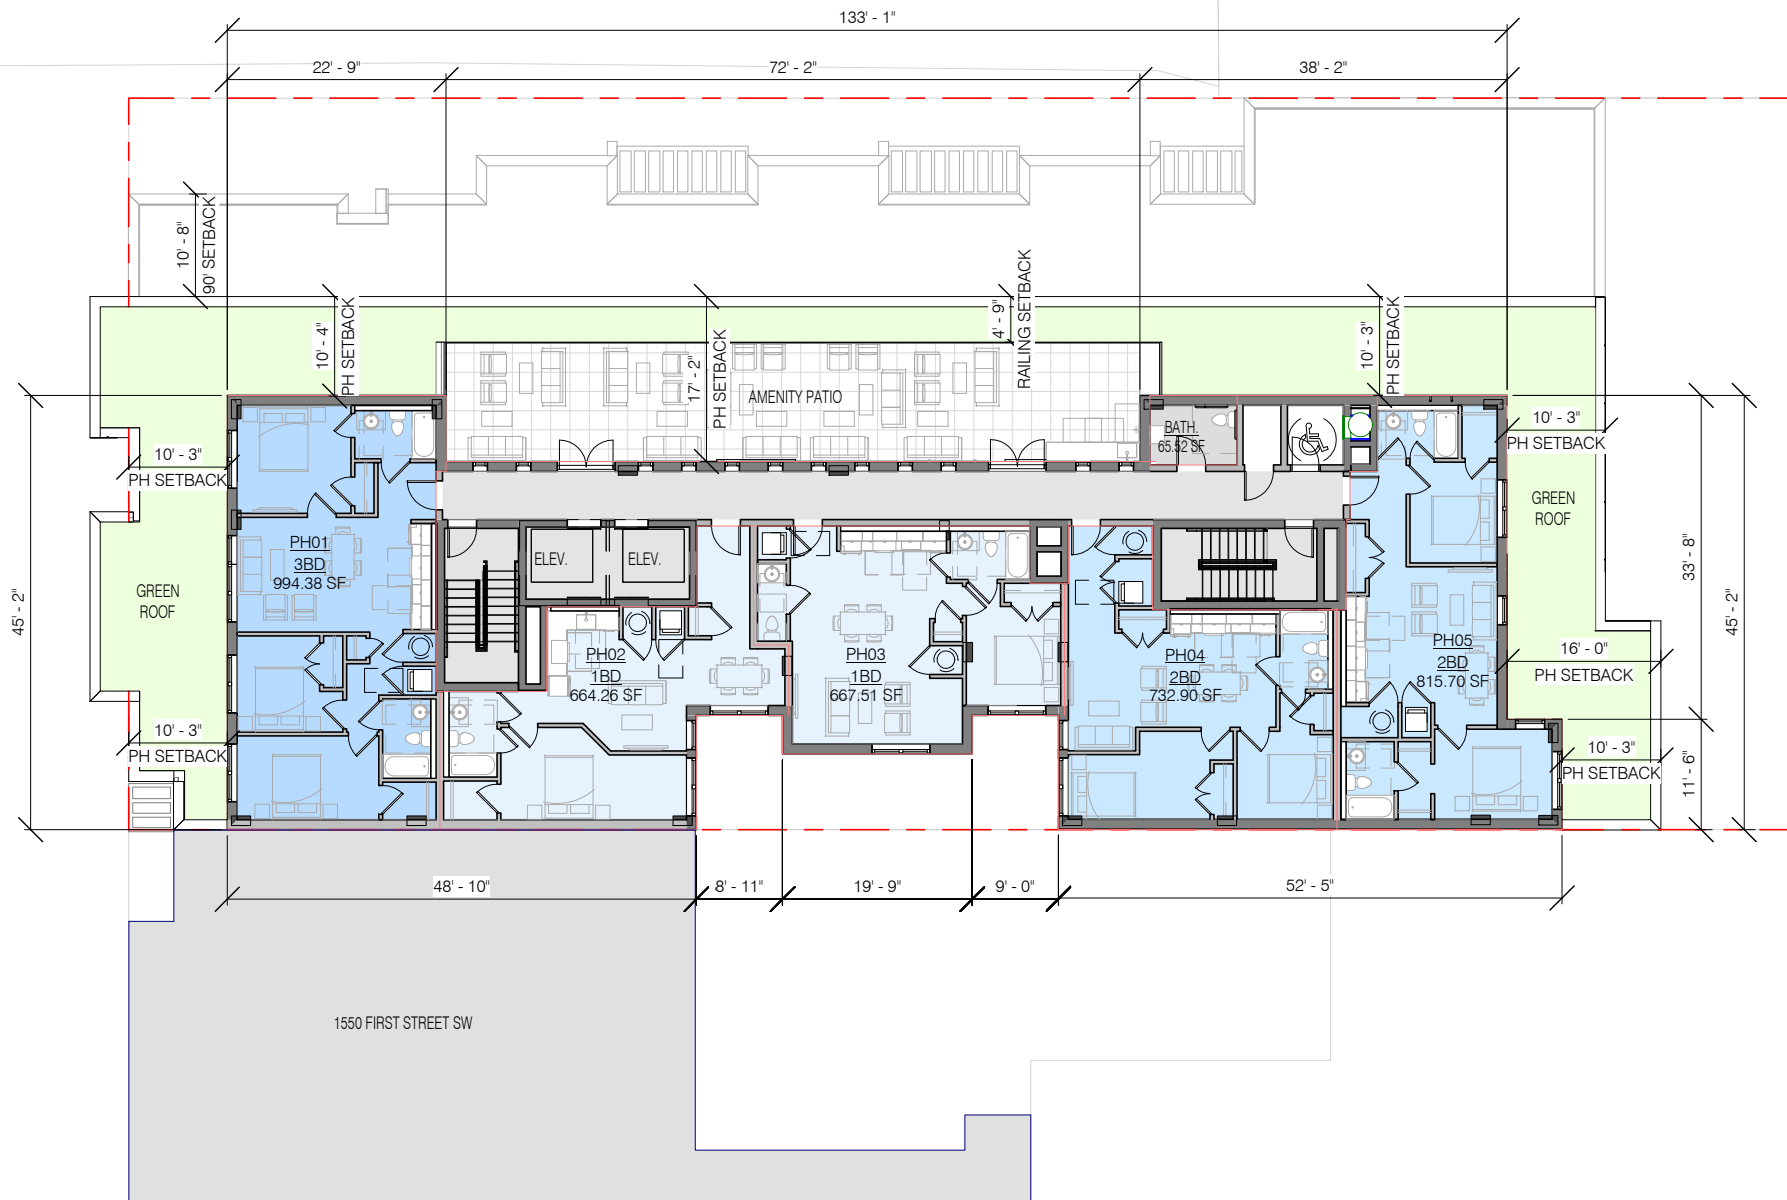 133' - 1"
22' - 9"
72' - 2"
38' - 2"
10' - 8"
90' SETBACK
10' - 4"
PH SETBACK
17' - 2"
PH SETBACK
4' - 9"
RAILING SETBACK
10' - 3"
PH SETBACK
AMENITY PATIO
BATH.
65.52 SF
10' - 3"
PH SETBACK
10' - 3"
PH SETBACK
GREEN
ROOF
GREEN
ROOF
PH01
3BD
994.38 SF
ELEV.
ELEV.
PH02
1BD
664.26 SF
PH03
1BD
667.51 SF
PH04
2BD
732.90 SF
PH05
2BD
815.70 SF
45' - 2"
33' - 8"
45' - 2"
16' - 0"
PH SETBACK
10' - 3"
PH SETBACK
10' - 3"
PH SETBACK
11' - 6"
48' - 10"
8' - 11"
19' - 9"
9' - 0"
52' - 5"
1550 FIRST STREET SW